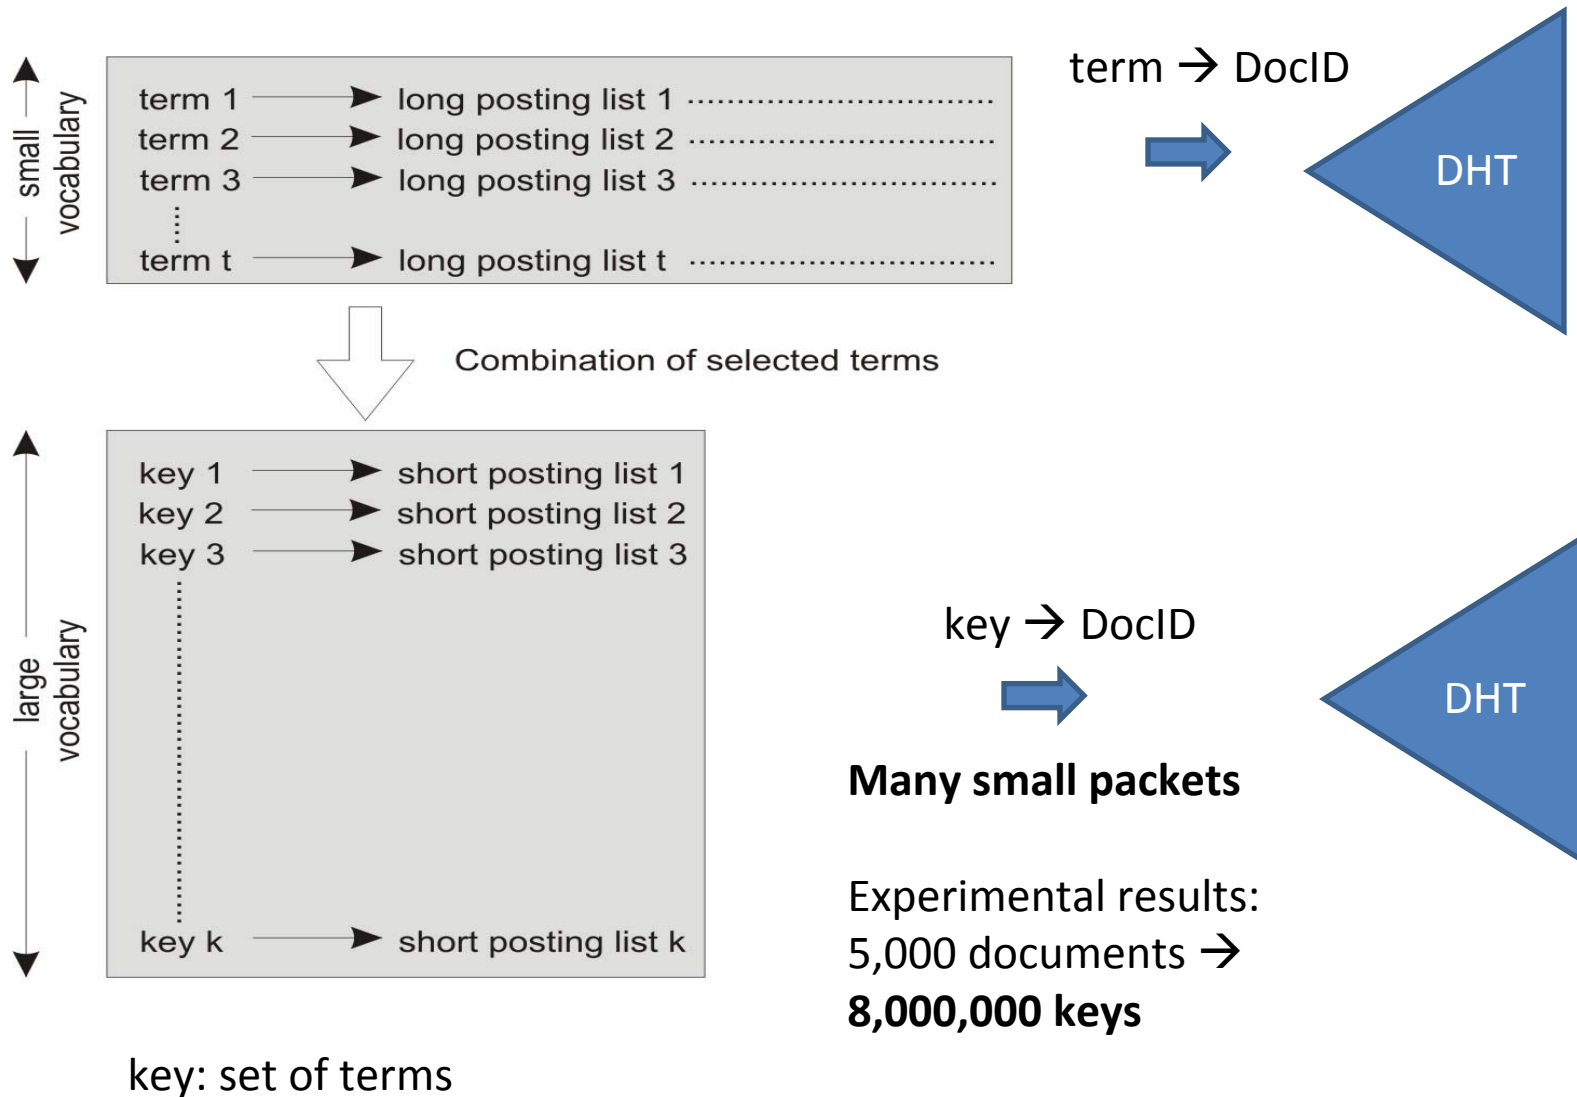 small
vocabulary
term 1 → long posting list 1 ..............................
term 2 → long posting list 2 ..............................
term 3 → long posting list 3 ..............................
term t → long posting list t ..............................
term → DocID
DHT
Combination of selected terms
large
vocabulary
key 1 → short posting list 1
key 2 → short posting list 2
key 3 → short posting list 3
key k → short posting list k
key → DocID
DHT
Many small packets
Experimental results:
5,000 documents →
8,000,000 keys
key: set of terms